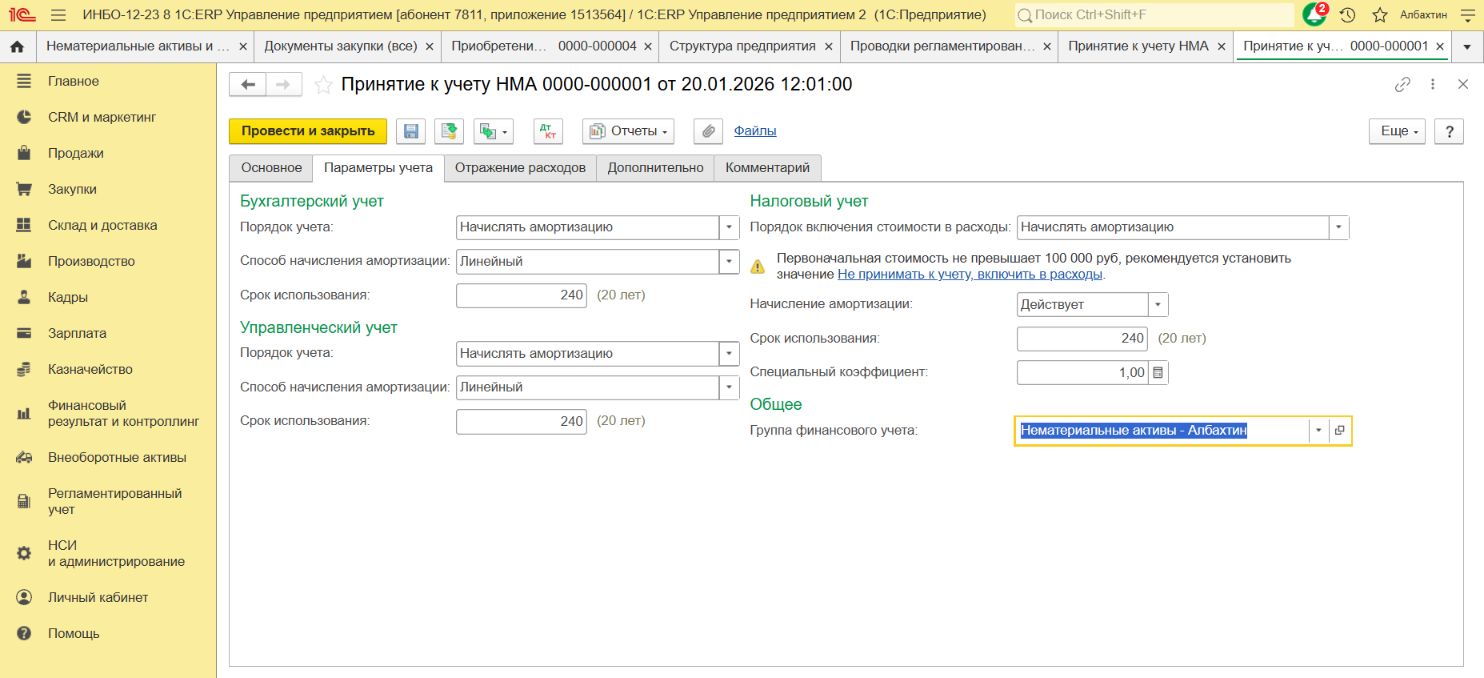 1С ИНБО-12-23 8 1С:ERP Управление предприятием [абонент 7811, приложение 1513564] / 1С:ERP Управление предприятием 2 (1С:Предприятие) Поиск Ctrl+Shift+F 2 Албахтин
Нематериальные активы и ... × Документы закупки (все) × Приобретени... 0000-000004 × Структура предприятия × Проводки регламентирован... × Принятие к учету НМА × Принятие к уч... 0000-000001 ×
Главное
CRM и маркетинг
Продажи
Закупки
Склад и доставка
Производство
Кадры
Зарплата
Казначейство
Финансовый
результат и контроллинг
Внеоборотные активы
Регламентированный
учет
НСИ
и администрирование
Личный кабинет
Помощь
Принятие к учету НМА 0000-000001 от 20.01.2026 12:01:00
Провести и закрыть Дт Кт Отчеты Файлы Еще ?
Основное Параметры учета Отражение расходов Дополнительно Комментарий
Бухгалтерский учет
Порядок учета: Начислять амортизацию
Способ начисления амортизации: Линейный
Срок использования: 240 (20 лет)
Управленческий учет
Порядок учета: Начислять амортизацию
Способ начисления амортизации: Линейный
Срок использования: 240 (20 лет)
Налоговый учет
Порядок включения стоимости в расходы: Начислять амортизацию
Первоначальная стоимость не превышает 100 000 руб, рекомендуется установить
значение Не принимать к учету, включить в расходы.
Начисление амортизации: Действует
Срок использования: 240 (20 лет)
Специальный коэффициент: 1,00
Общее
Группа финансового учета: Нематериальные активы - Албахтин